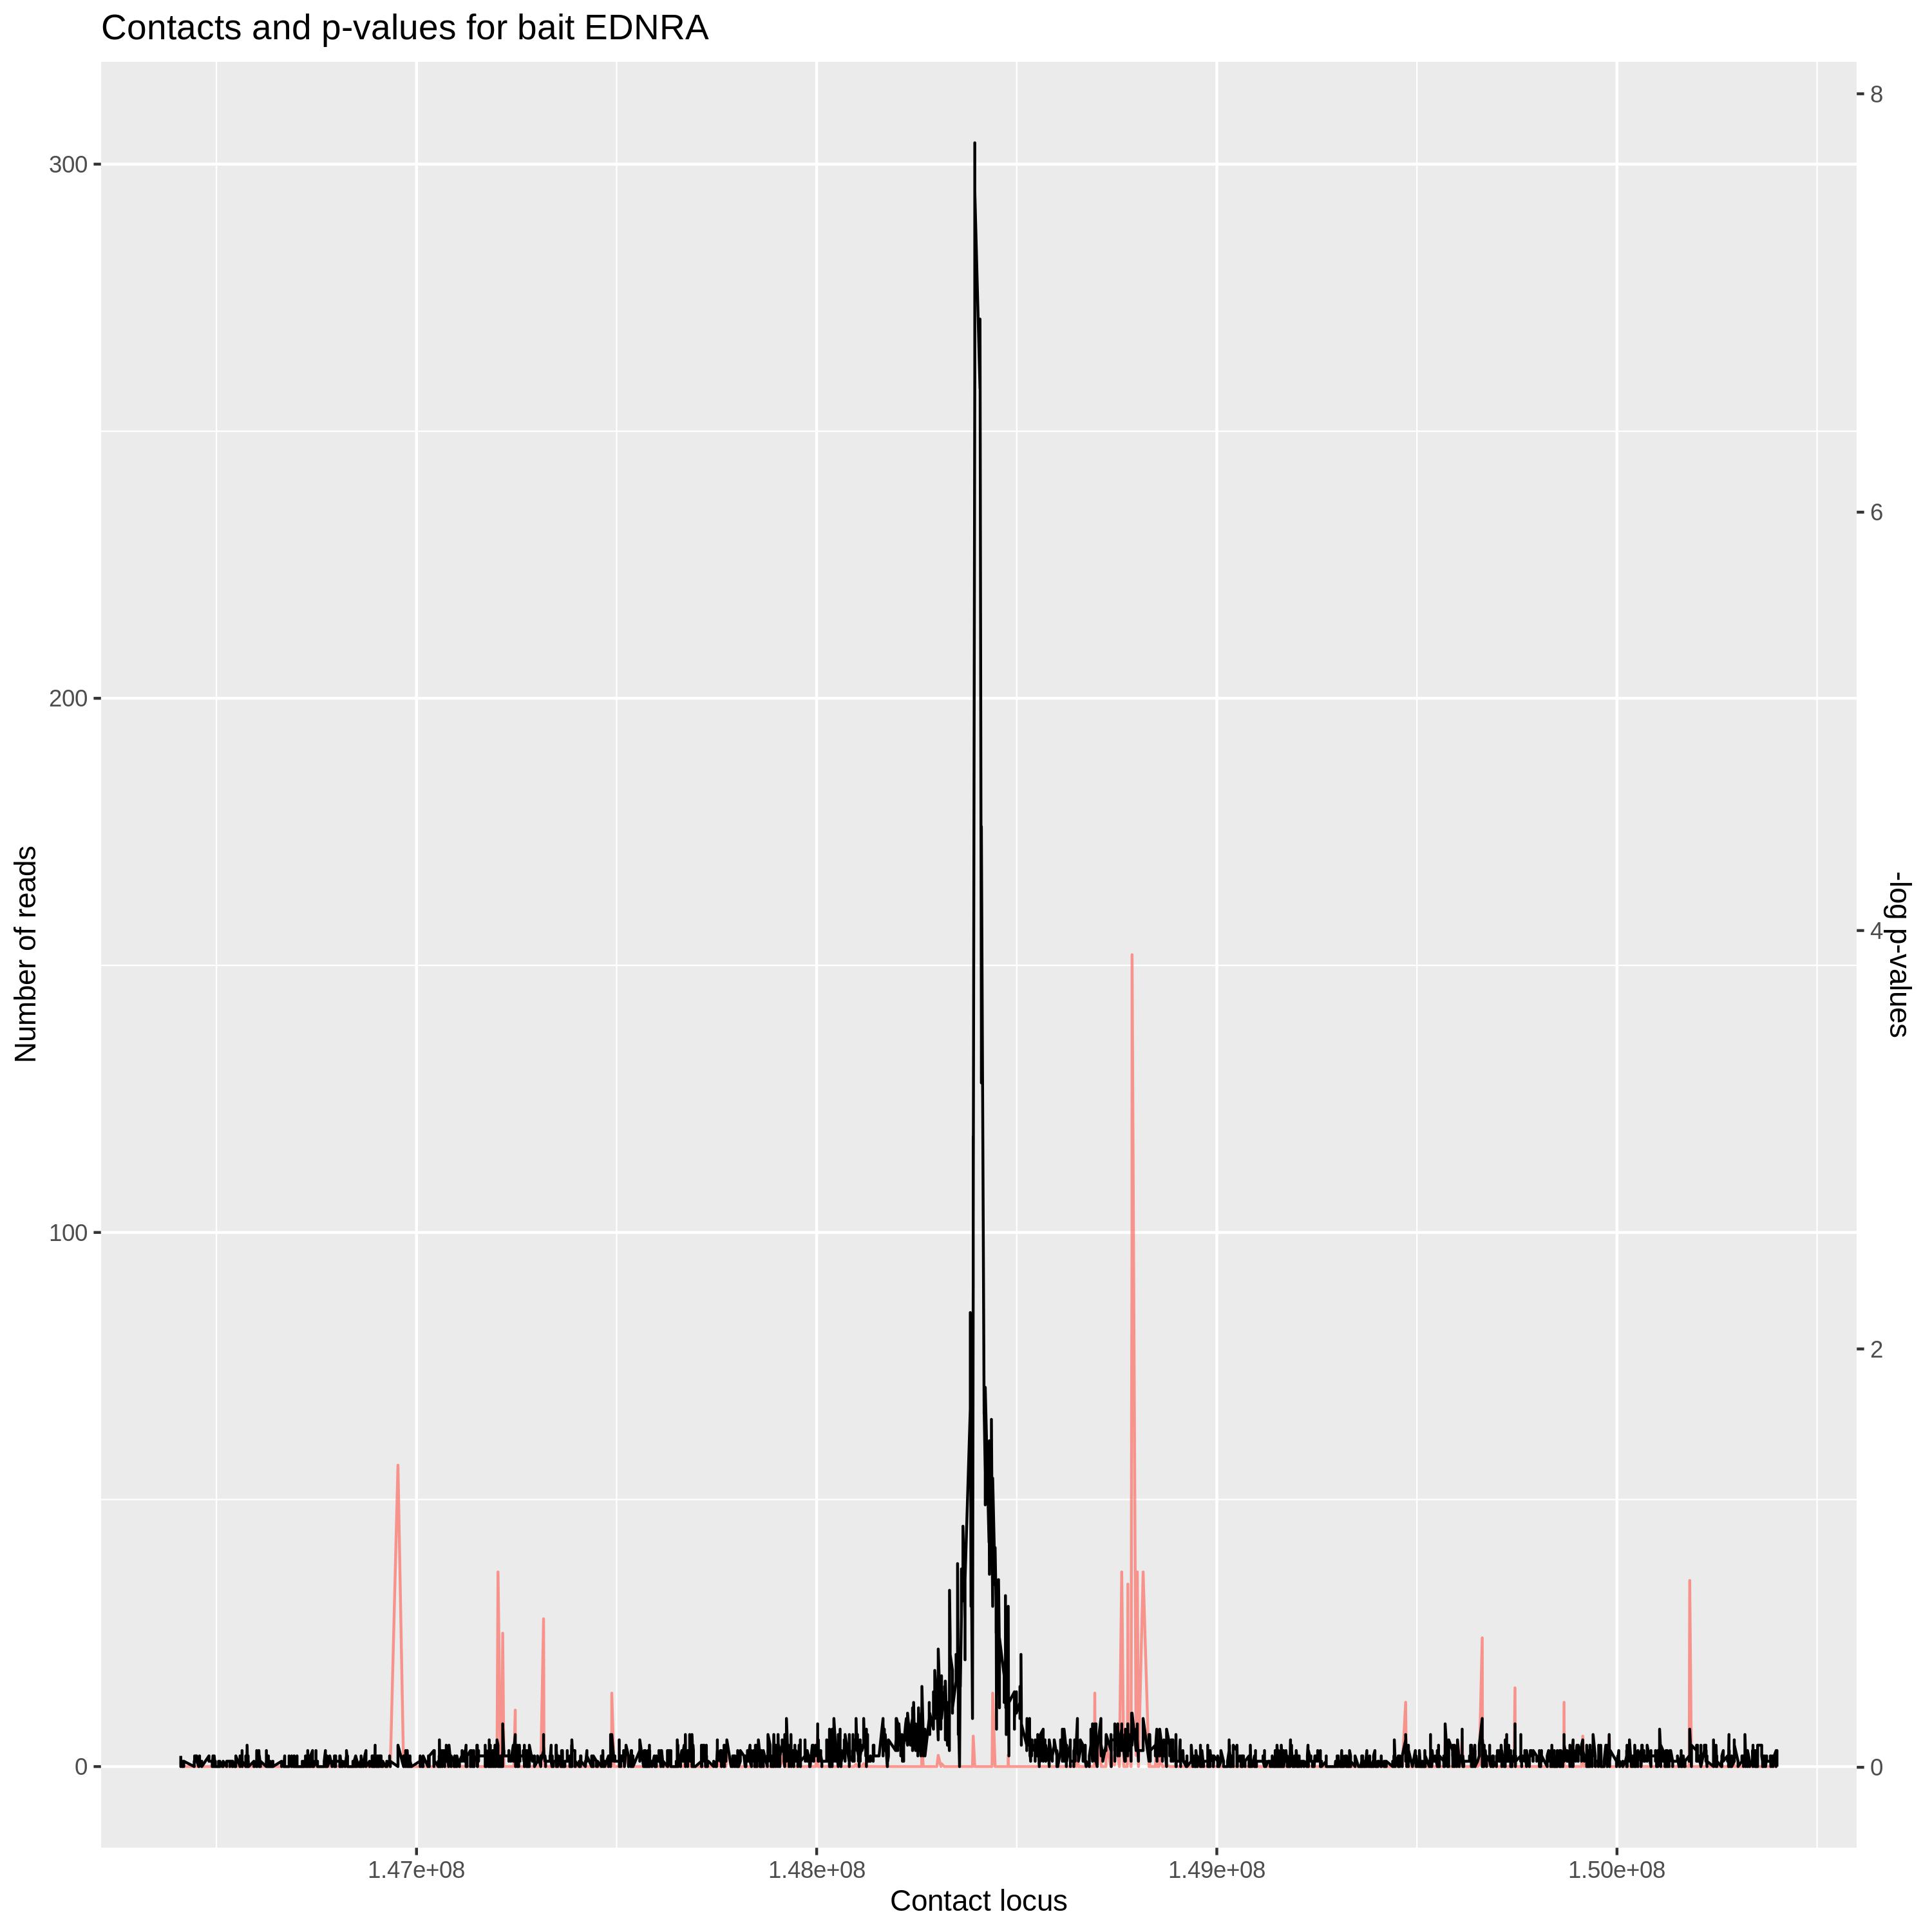 Contacts and p-values for bait EDNRA
8
300
6
200
Number of reads
-log p-values
4
100
2
0
0
1.47e+08
1.48e+08
1.49e+08
1.50e+08
Contact locus